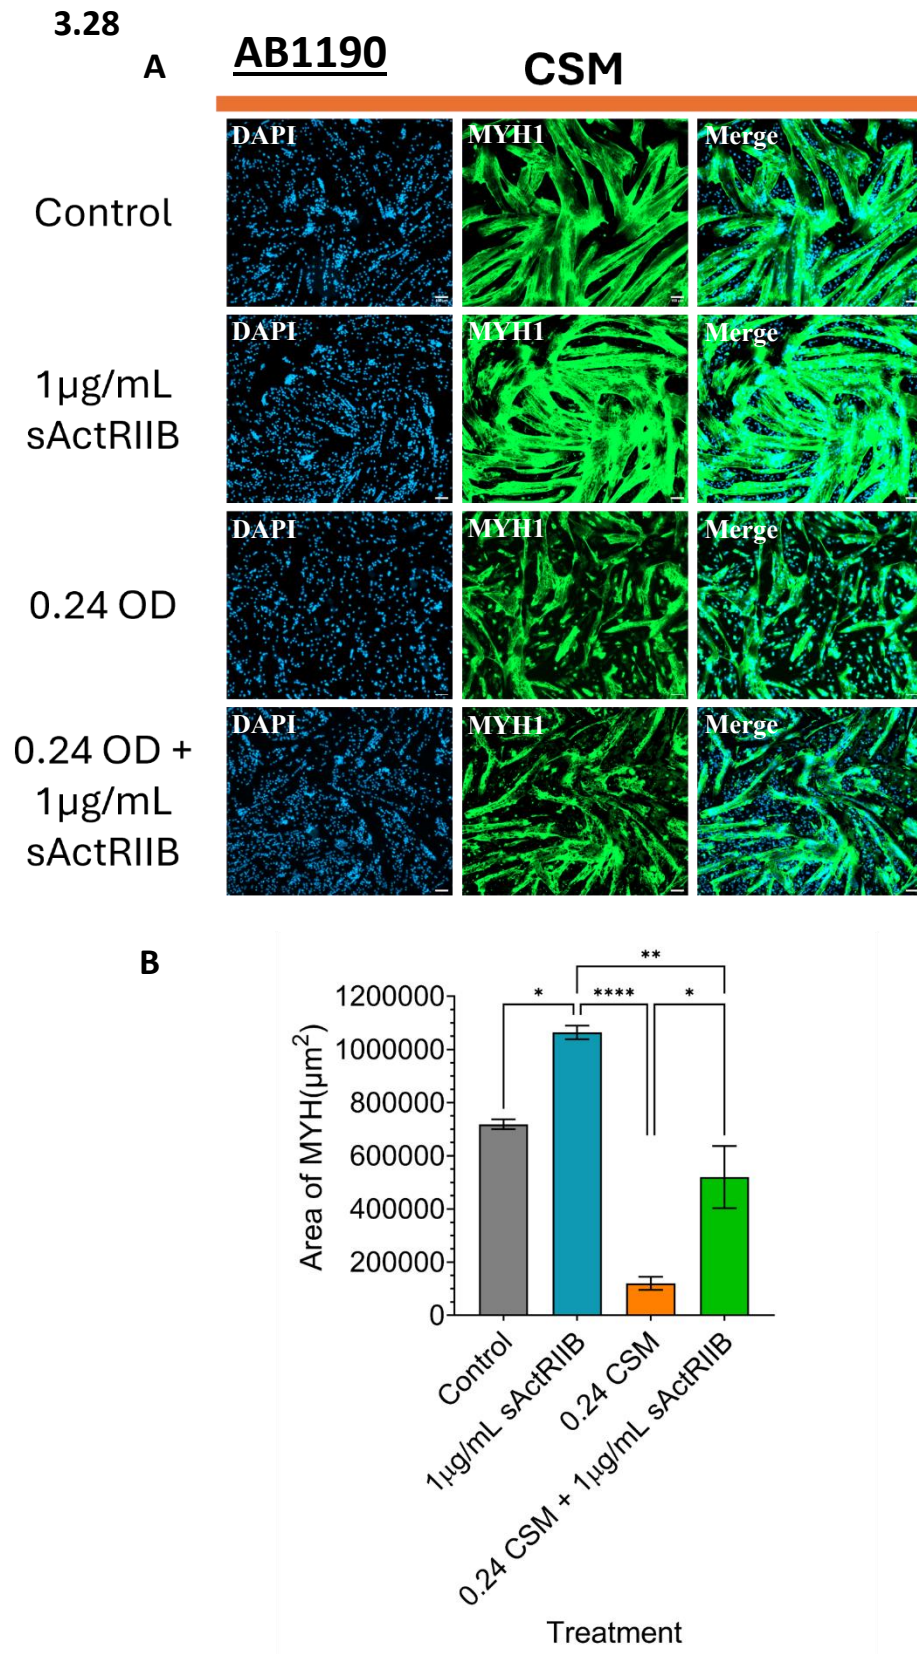 3.28
A
AB1190
CSM
DAPI
MYH1
Merge
Control
DAPI
MYH1
Merge
1µg/mL
sActRIIB
DAPI
MYH1
Merge
0.24 OD
DAPI
MYH1
Merge
0.24 OD +
1µg/mL
sActRIIB
B
**
*
****
*
1200000
1000000
800000
600000
400000
200000
0
Area of MYH(µm²)
Control
1µg/mL sActRIIB
0.24 CSM
0.24 CSM + 1µg/mL sActRIIB
Treatment